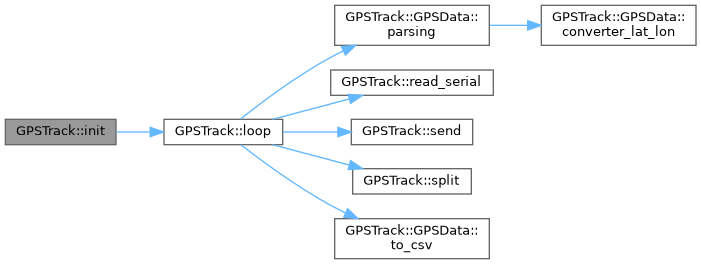 GPSTrack::init
GPSTrack::loop
GPSTrack::GPSData::
parsing
GPSTrack::GPSData::
converter_lat_lon
GPSTrack::read_serial
GPSTrack::send
GPSTrack::split
GPSTrack::GPSData::
to_csv